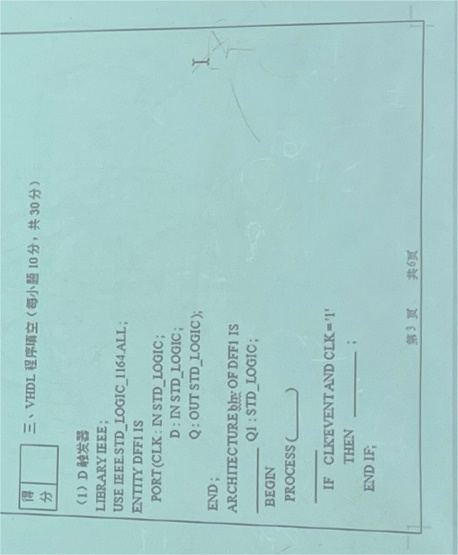 得
分
三、VHDL 程序填空（每小题 10 分，共 30 分）
（1）D 触发器
LIBRARY IEEE;
USE IEEE.STD_LOGIC_1164.ALL;
ENTITY DFF1 IS
PORT (CLK : IN STD_LOGIC;
D : IN STD_LOGIC;
Q : OUT STD_LOGIC);
END;
ARCHITECTURE bhv OF DFF1 IS
______ Q1 : STD_LOGIC;
BEGIN
PROCESS (____)
______
IF CLK'EVENT AND CLK = '1'
THEN ______ ;
END IF;
第 3 页 共 6 页